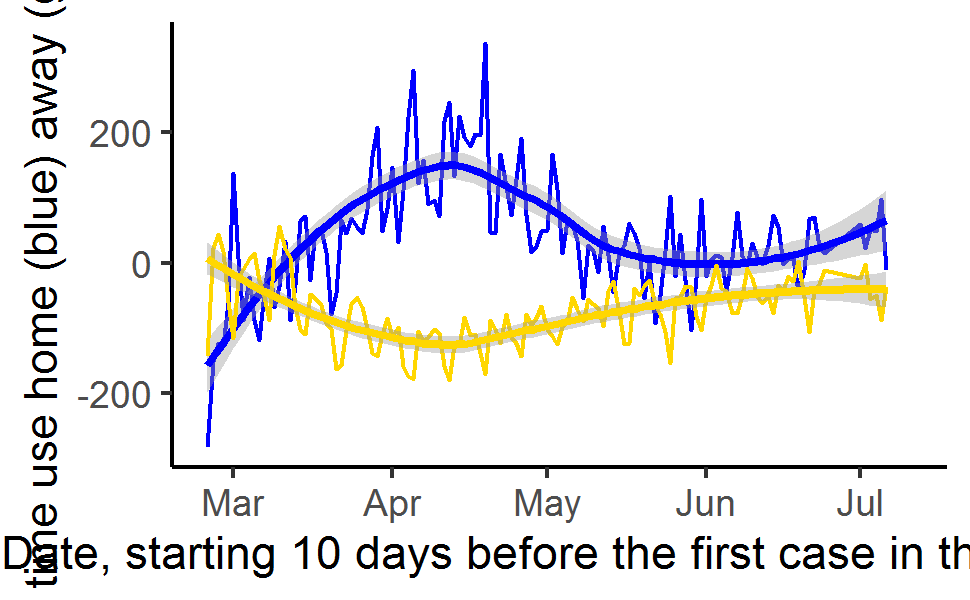 time use home (blue) away (g
200
0
-200
Mar Apr May Jun Jul
Date, starting 10 days before the first case in th